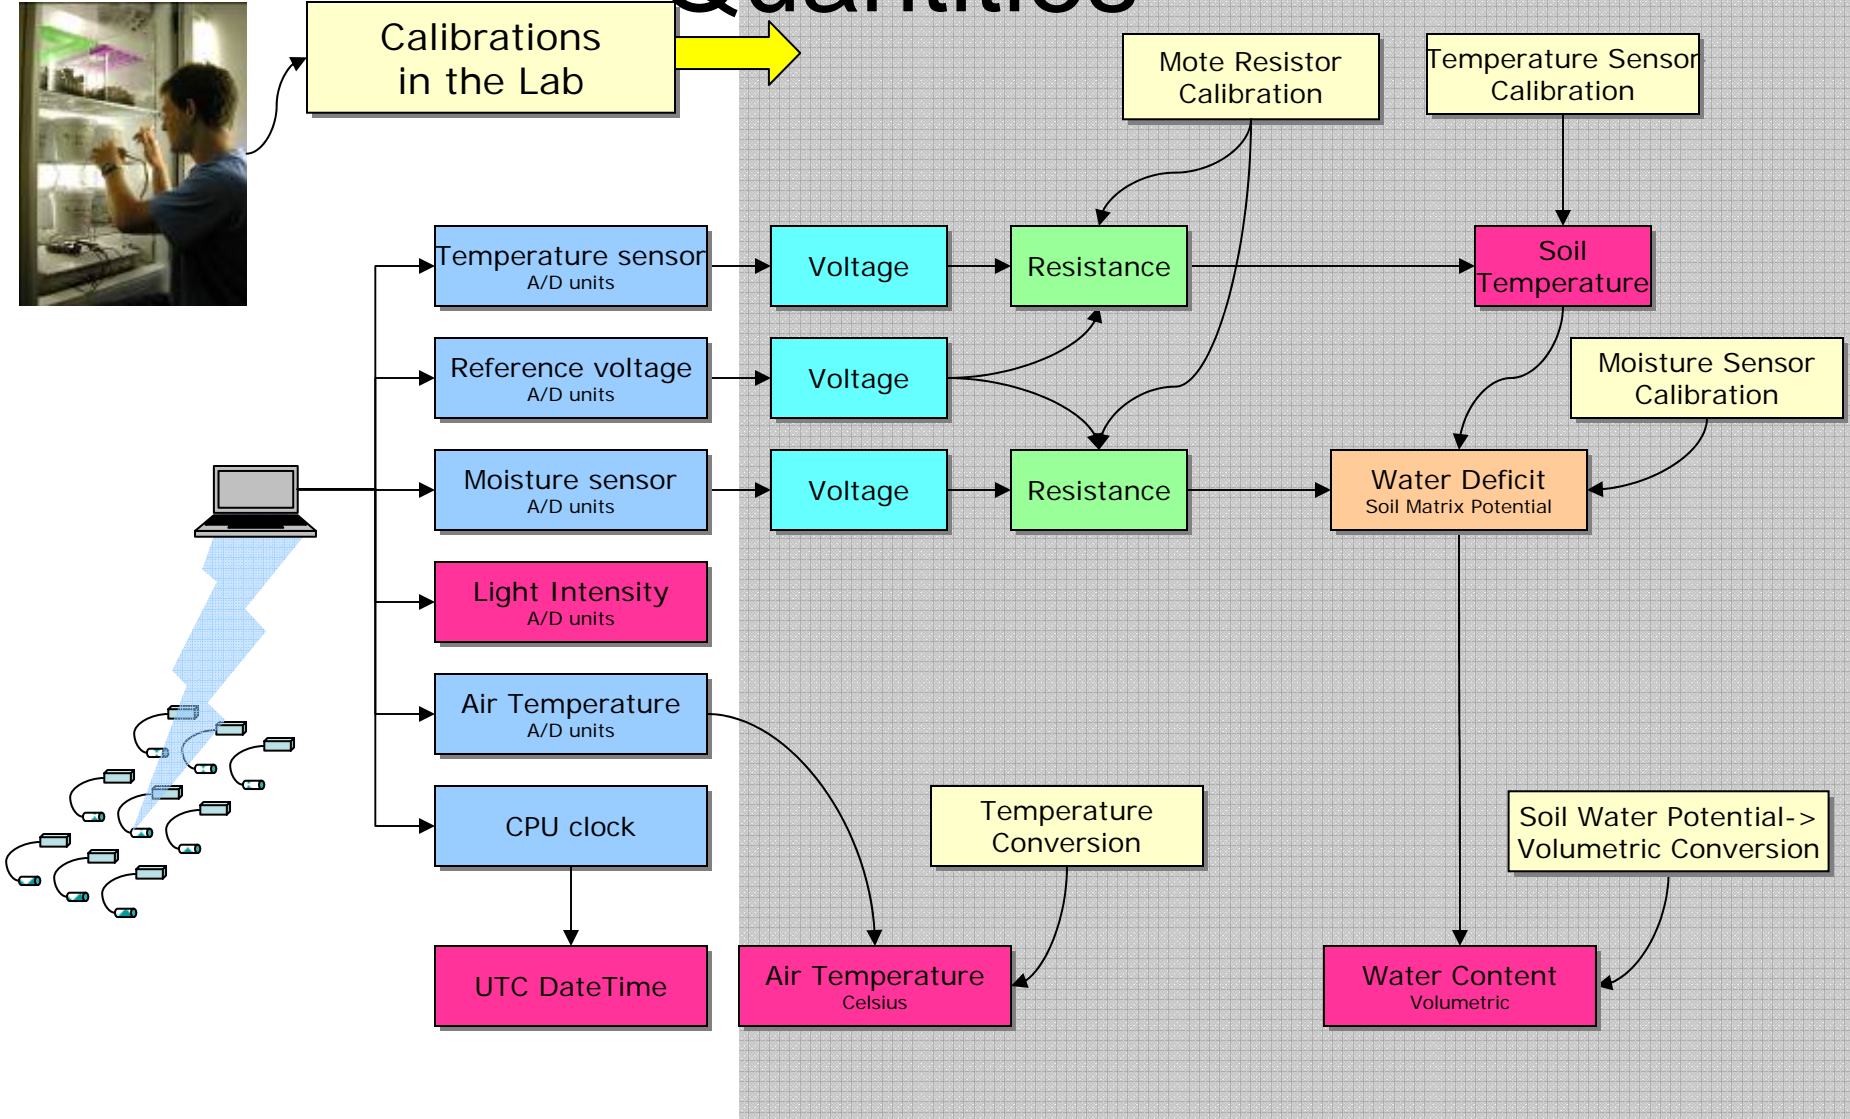 Quantities
Calibrations
in the Lab
Mote Resistor
Calibration
Temperature Sensor
Calibration
Temperature sensor
A/D units
Voltage
Resistance
Soil
Temperature
Reference voltage
A/D units
Voltage
Moisture Sensor
Calibration
Moisture sensor
A/D units
Voltage
Resistance
Water Deficit
Soil Matrix Potential
Light Intensity
A/D units
Air Temperature
A/D units
CPU clock
Temperature
Conversion
Soil Water Potential->
Volumetric Conversion
UTC DateTime
Air Temperature
Celsius
Water Content
Volumetric